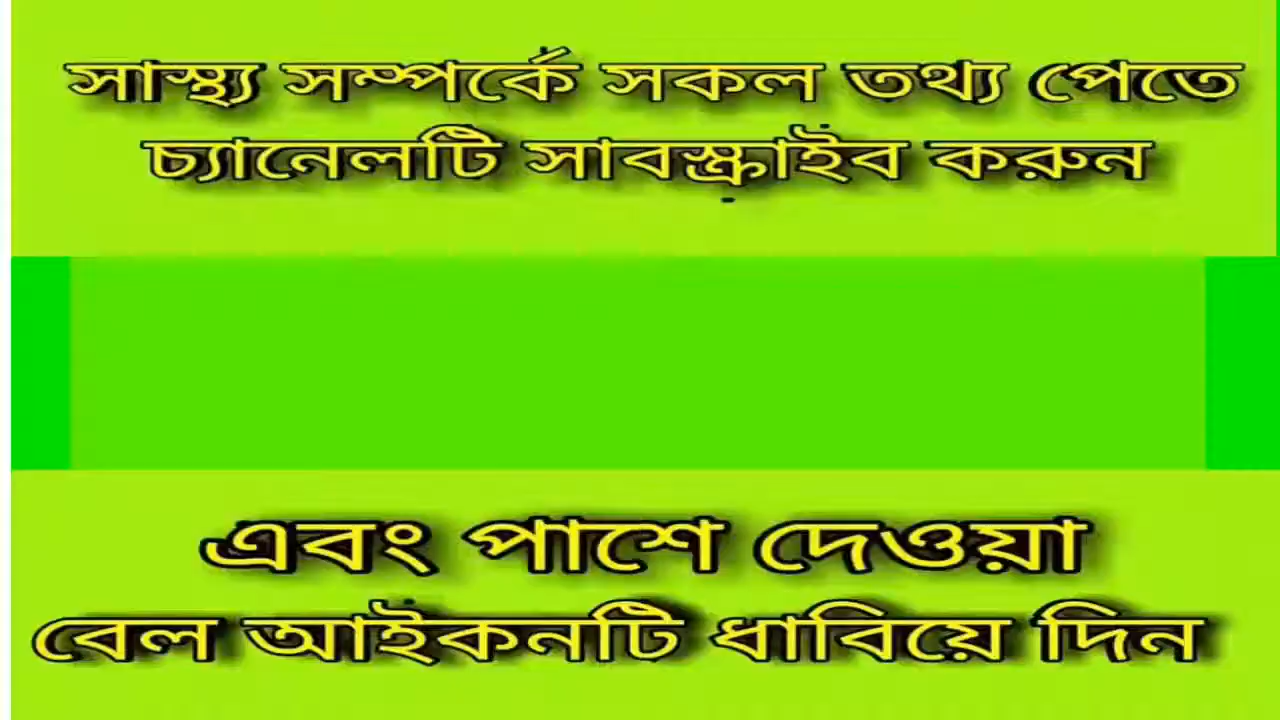 সাস্থ্য সম্পর্কে সকল তথ্য পেতে
চ্যানেলটি সাবস্ক্রাইব করুন
এবং পাশে দেওয়া
বেল আইকনটি ধাবিয়ে দিন